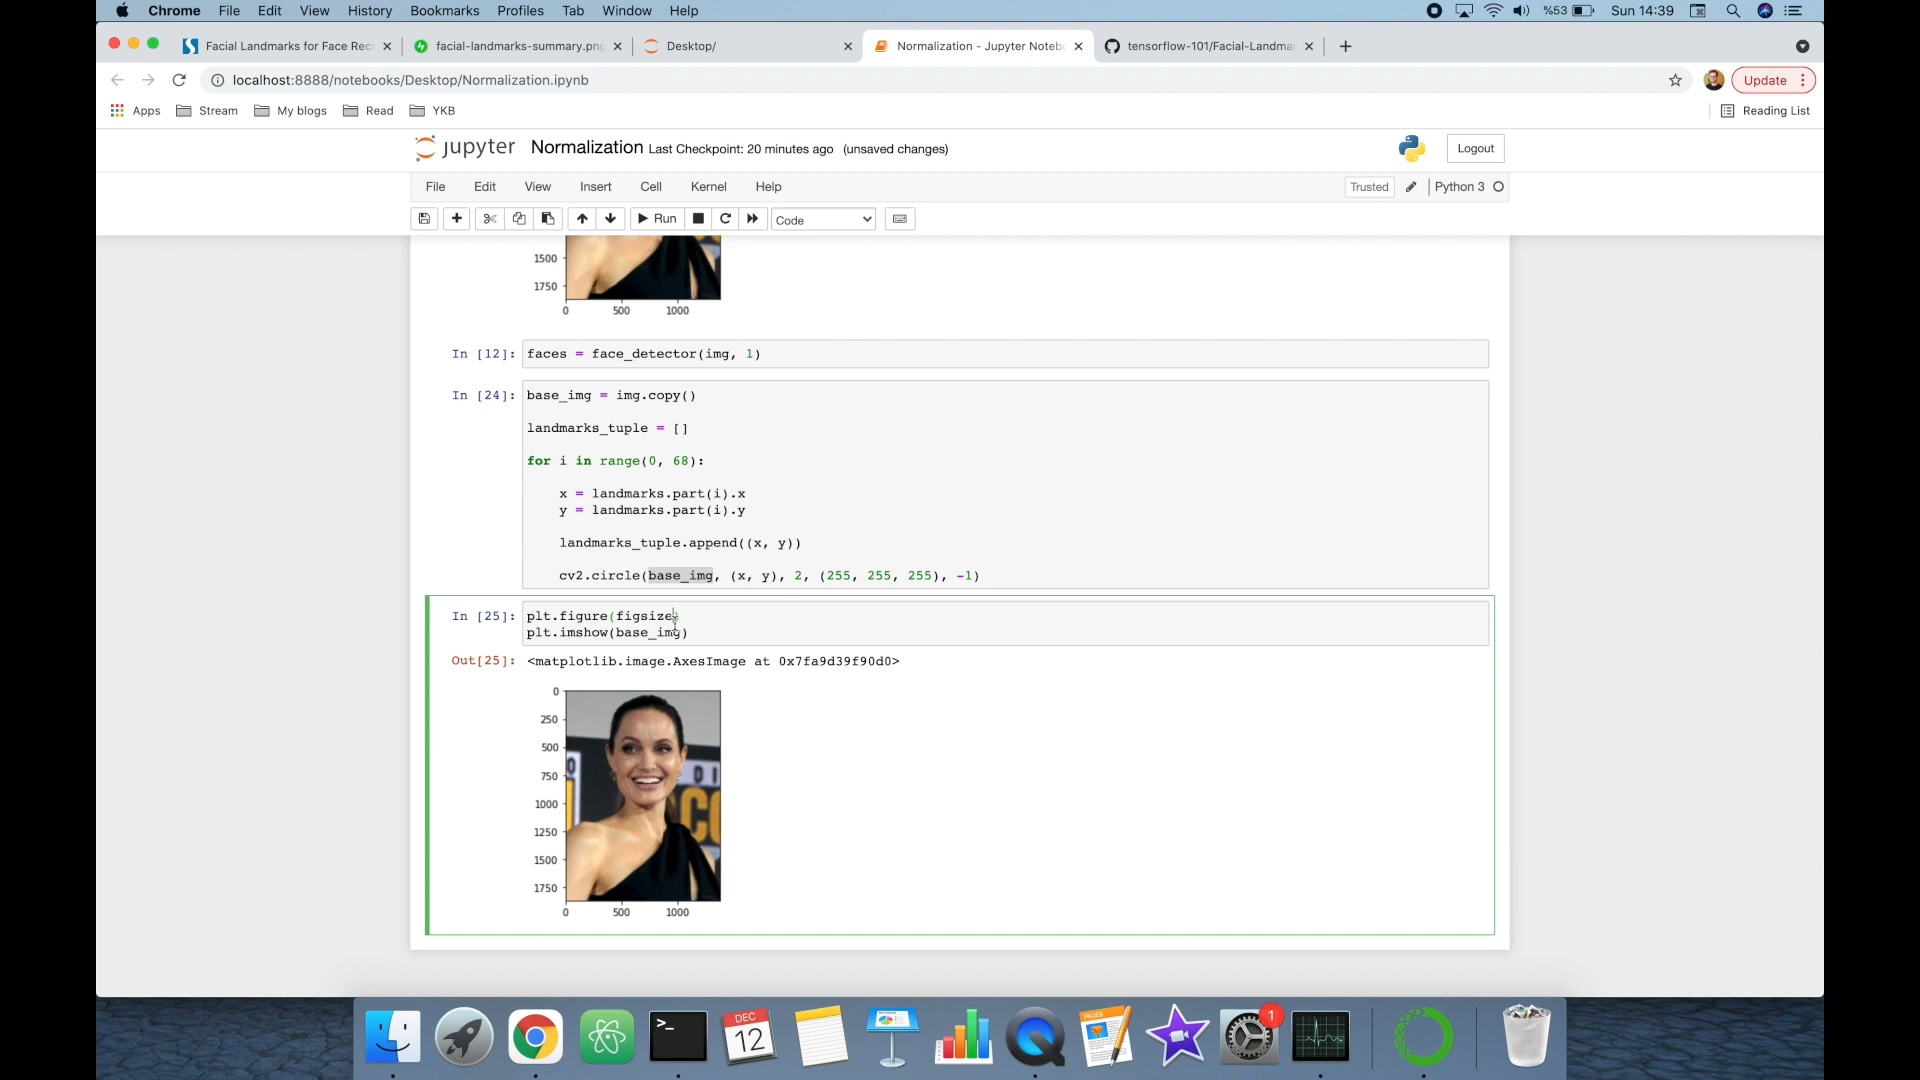 Chrome File Edit View History Bookmarks Profiles Tab Window Help %53 Sun 14:39
Facial Landmarks for Face Rec facial-landmarks-summary.png Desktop/ Normalization - Jupyter Noteb tensorflow-101/Facial-Landma
localhost:8888/notebooks/Desktop/Normalization.ipynb Update
Apps Stream My blogs Read YKB Reading List
jupyter Normalization Last Checkpoint: 20 minutes ago (unsaved changes) Logout
File Edit View Insert Cell Kernel Help Trusted Python 3
Run Code
1500
1750
0 500 1000
In [12]: faces = face_detector(img, 1)
In [24]: base_img = img.copy()
landmarks_tuple = []
for i in range(0, 68):
x = landmarks.part(i).x
y = landmarks.part(i).y
landmarks_tuple.append((x, y))
cv2.circle(base_img, (x, y), 2, (255, 255, 255), -1)
In [25]: plt.figure(figsize)
plt.imshow(base_img)
Out[25]: <matplotlib.image.AxesImage at 0x7fa9d39f90d0>
0
250
500
750
1000
1250
1500
1750
0 500 1000
DEC
12
>_
PAGES
1